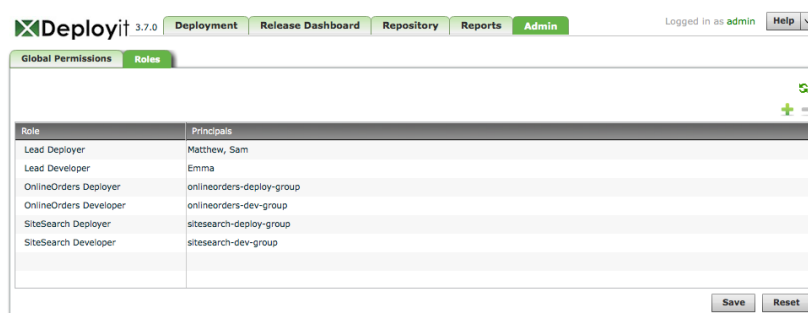 Deployit 3.7.0 Deployment Release Dashboard Repository Reports Admin Logged in as admin Help
Global Permissions Roles
Role Principals
Lead Deployer Matthew, Sam
Lead Developer Emma
OnlineOrders Deployer onlineorders-deploy-group
OnlineOrders Developer onlineorders-dev-group
SiteSearch Deployer sitesearch-deploy-group
SiteSearch Developer sitesearch-dev-group
Save Reset